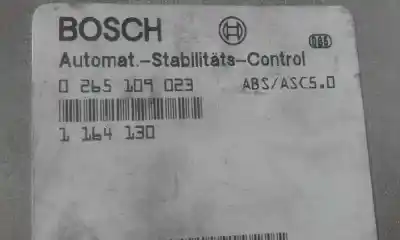 BOSCH
Automat.-Stabilitäts-Control
0 265 109 023 ABS/ASC5.0
1 164 130